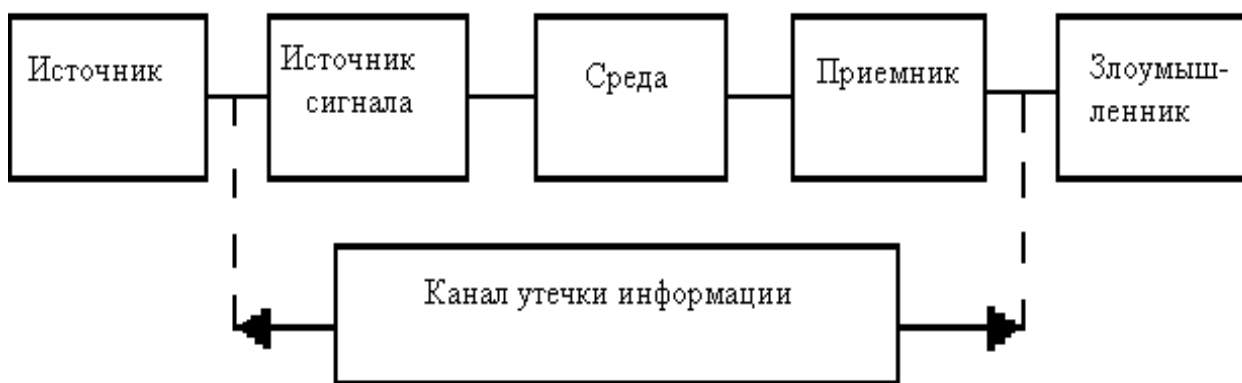 Источник
Источник
сигнала
Среда
Приемник
Злоумыш-
ленник
Канал утечки информации